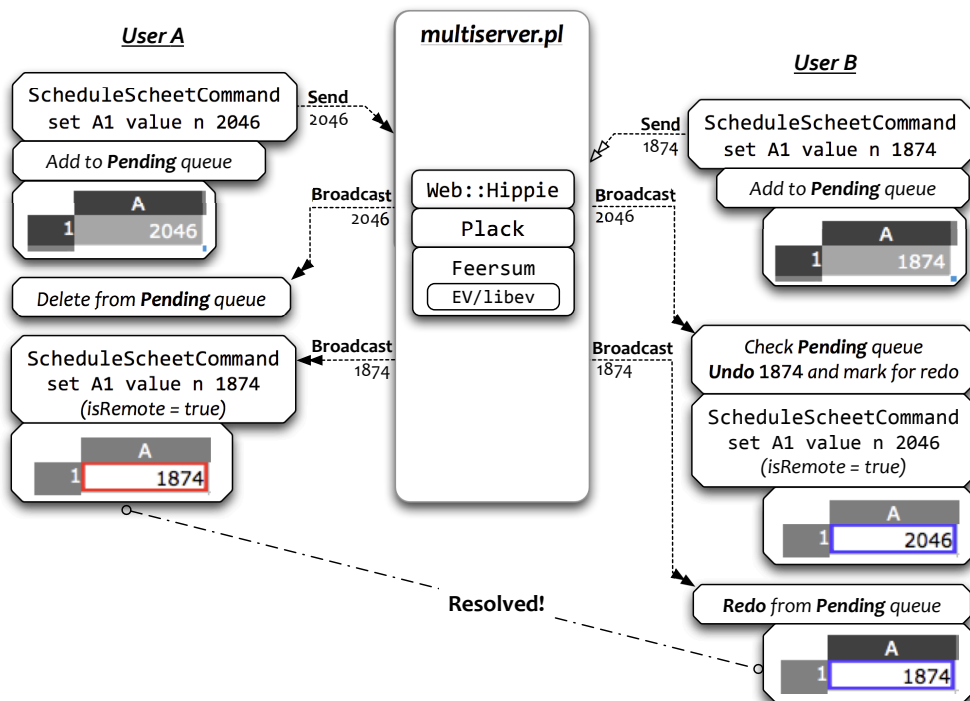 User A
ScheduleScheetCommand
set A1 value n 2046
Add to Pending queue
A
1 2046
Delete from Pending queue
ScheduleScheetCommand
set A1 value n 1874
(isRemote = true)
A
1 1874
Send
2046
Broadcast
2046
Broadcast
1874
multiserver.pl
Web::Hippie
Plack
Feersum
EV/libev
Send
1874
Broadcast
2046
Broadcast
1874
User B
ScheduleScheetCommand
set A1 value n 1874
Add to Pending queue
A
1 1874
Check Pending queue
Undo 1874 and mark for redo
ScheduleScheetCommand
set A1 value n 2046
(isRemote = true)
A
1 2046
Redo from Pending queue
A
1 1874
Resolved!